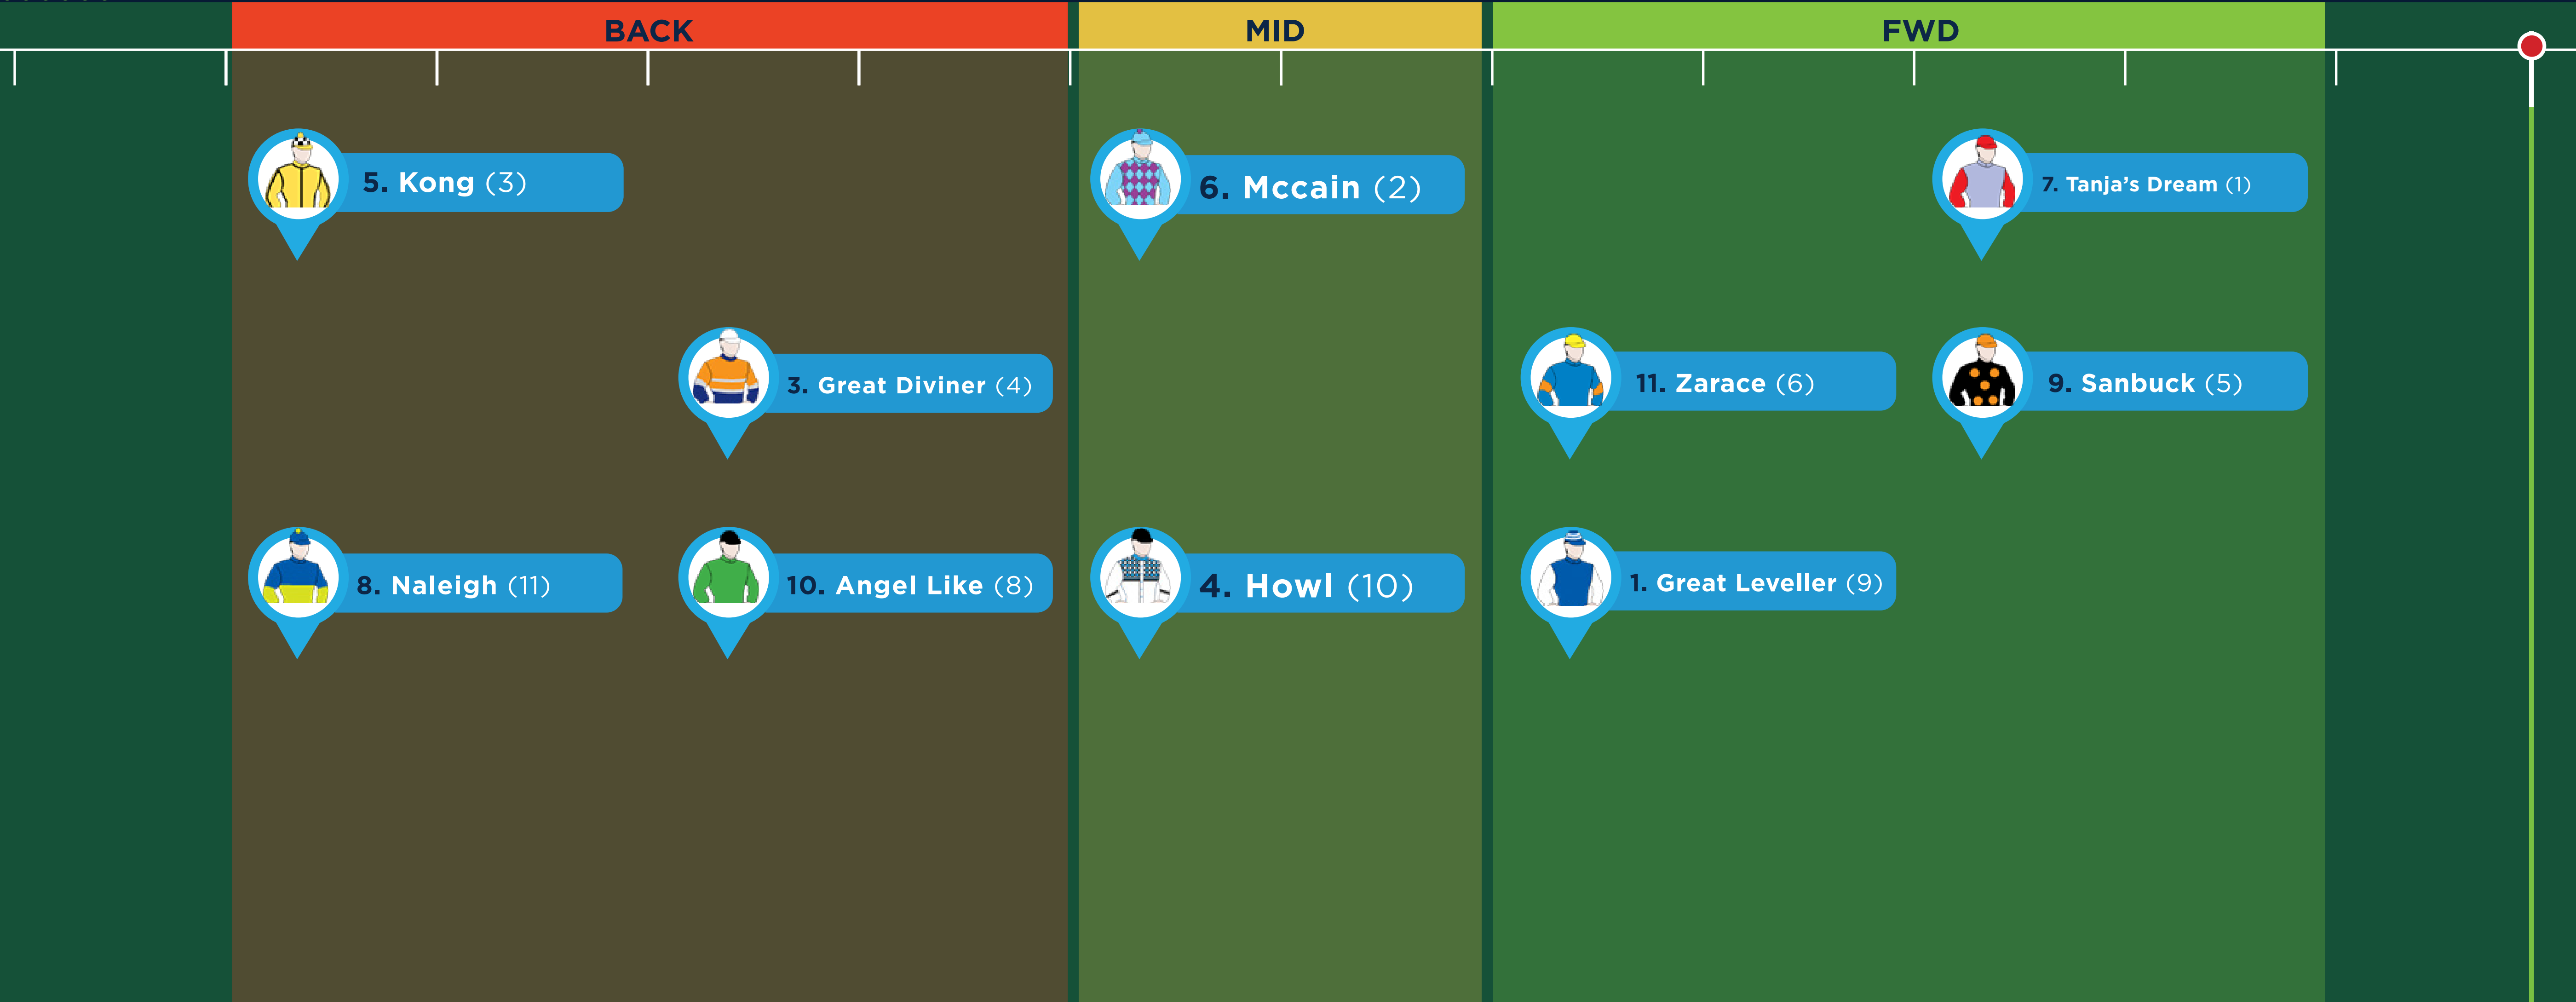 BACK MID FWD
5. Kong (3)
6. Mccain (2)
7. Tanja’s Dream (1)
3. Great Diviner (4)
11. Zarace (6)
9. Sanbuck (5)
8. Naleigh (11)
10. Angel Like (8)
4. Howl (10)
1. Great Leveller (9)